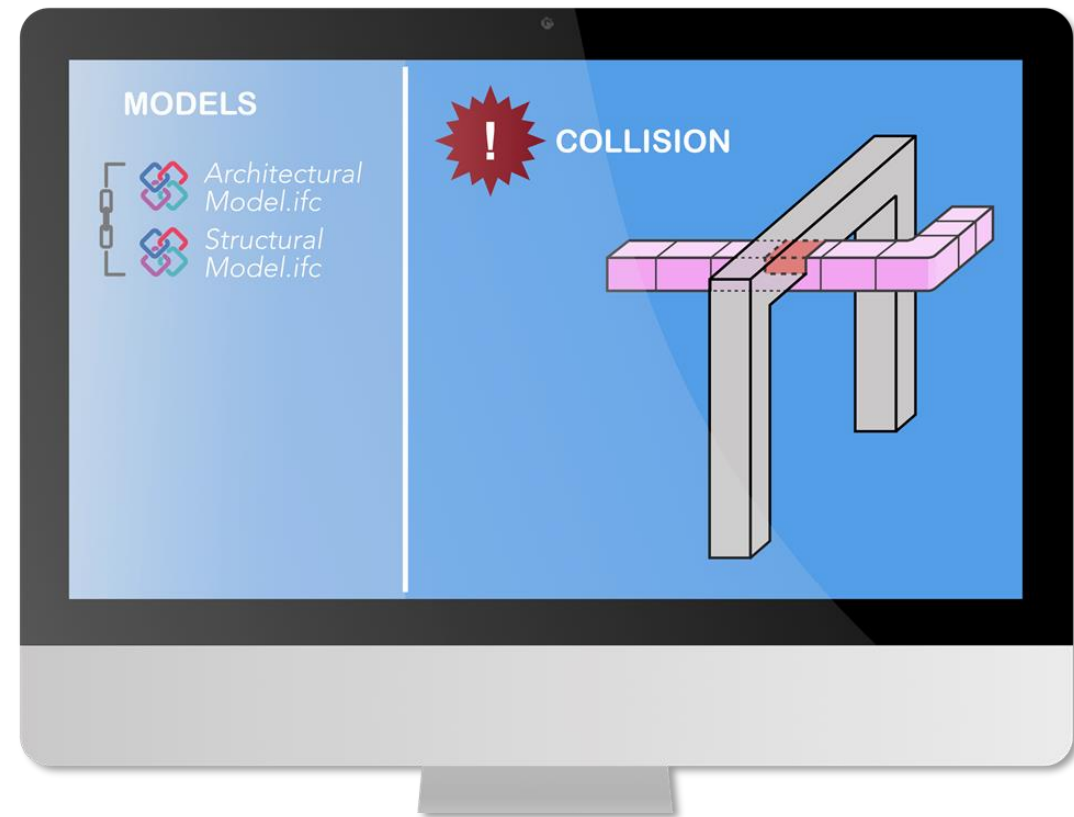 MODELS
Architectural
Model.ifc
Structural
Model.ifc
! COLLISION